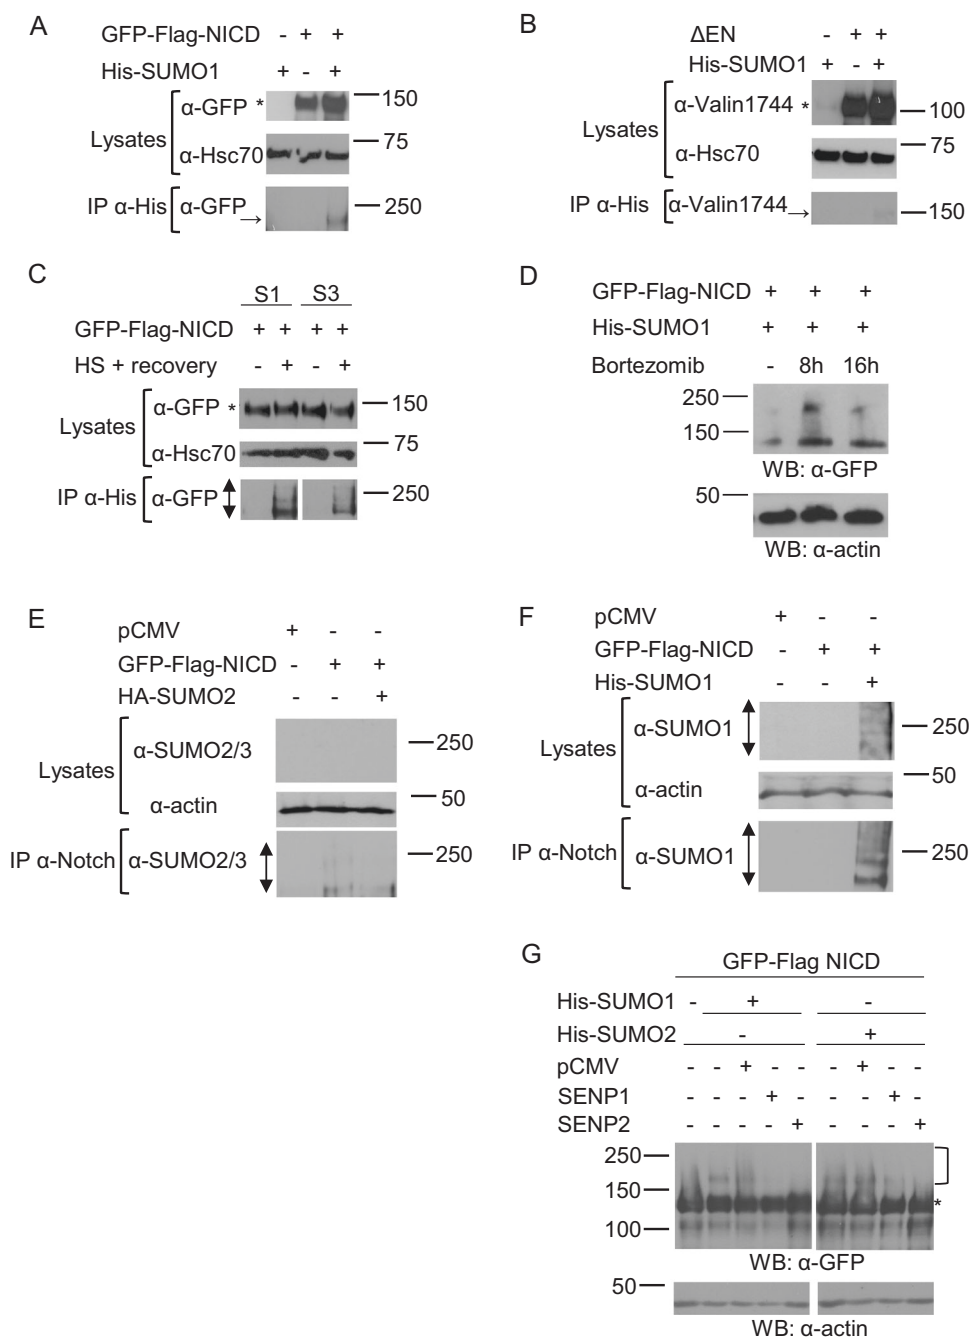 A
GFP-Flag-NICD - + +
His-SUMO1 + - +
Lysates
α-GFP * 150
α-Hsc70 75
IP α-His α-GFP → 250
B
ΔEN - + +
His-SUMO1 + - +
Lysates
α-Valin1744 * 100
α-Hsc70 75
IP α-His α-Valin1744 → 150
C
S1 S3
GFP-Flag-NICD + + + +
HS + recovery - + - +
Lysates
α-GFP * 150
α-Hsc70 75
IP α-His α-GFP 250
D
GFP-Flag-NICD + + +
His-SUMO1 + + +
Bortezomib - 8h 16h
250
150
WB: α-GFP
50
WB: α-actin
E
pCMV + - -
GFP-Flag-NICD - + +
HA-SUMO2 - - +
Lysates
α-SUMO2/3 250
α-actin 50
IP α-Notch α-SUMO2/3 250
F
pCMV + - -
GFP-Flag-NICD - + +
His-SUMO1 - - +
Lysates
α-SUMO1 250
α-actin 50
IP α-Notch α-SUMO1 250
G
GFP-Flag NICD
His-SUMO1 - + -
His-SUMO2 - +
pCMV - - + - - - + - -
SENP1 - - - + - - - + -
SENP2 - - - - + - - - +
250
150
*
100
WB: α-GFP
50
WB: α-actin